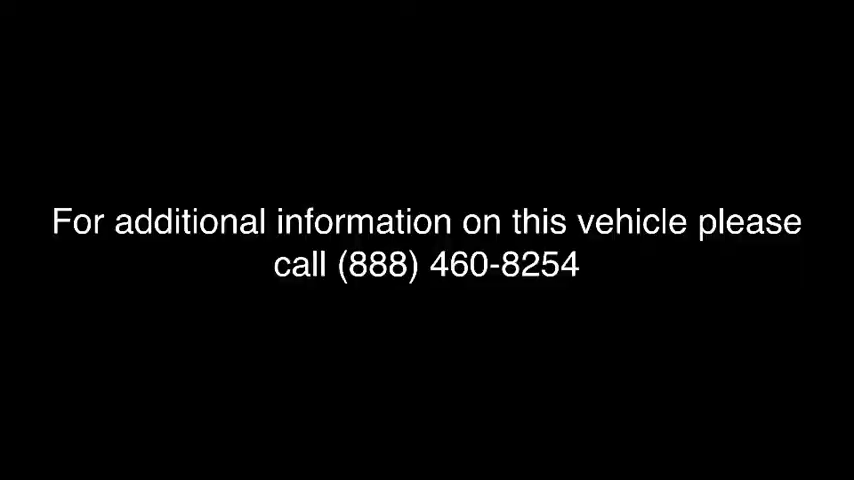 For additional information on this vehicle please
call (888) 460-8254